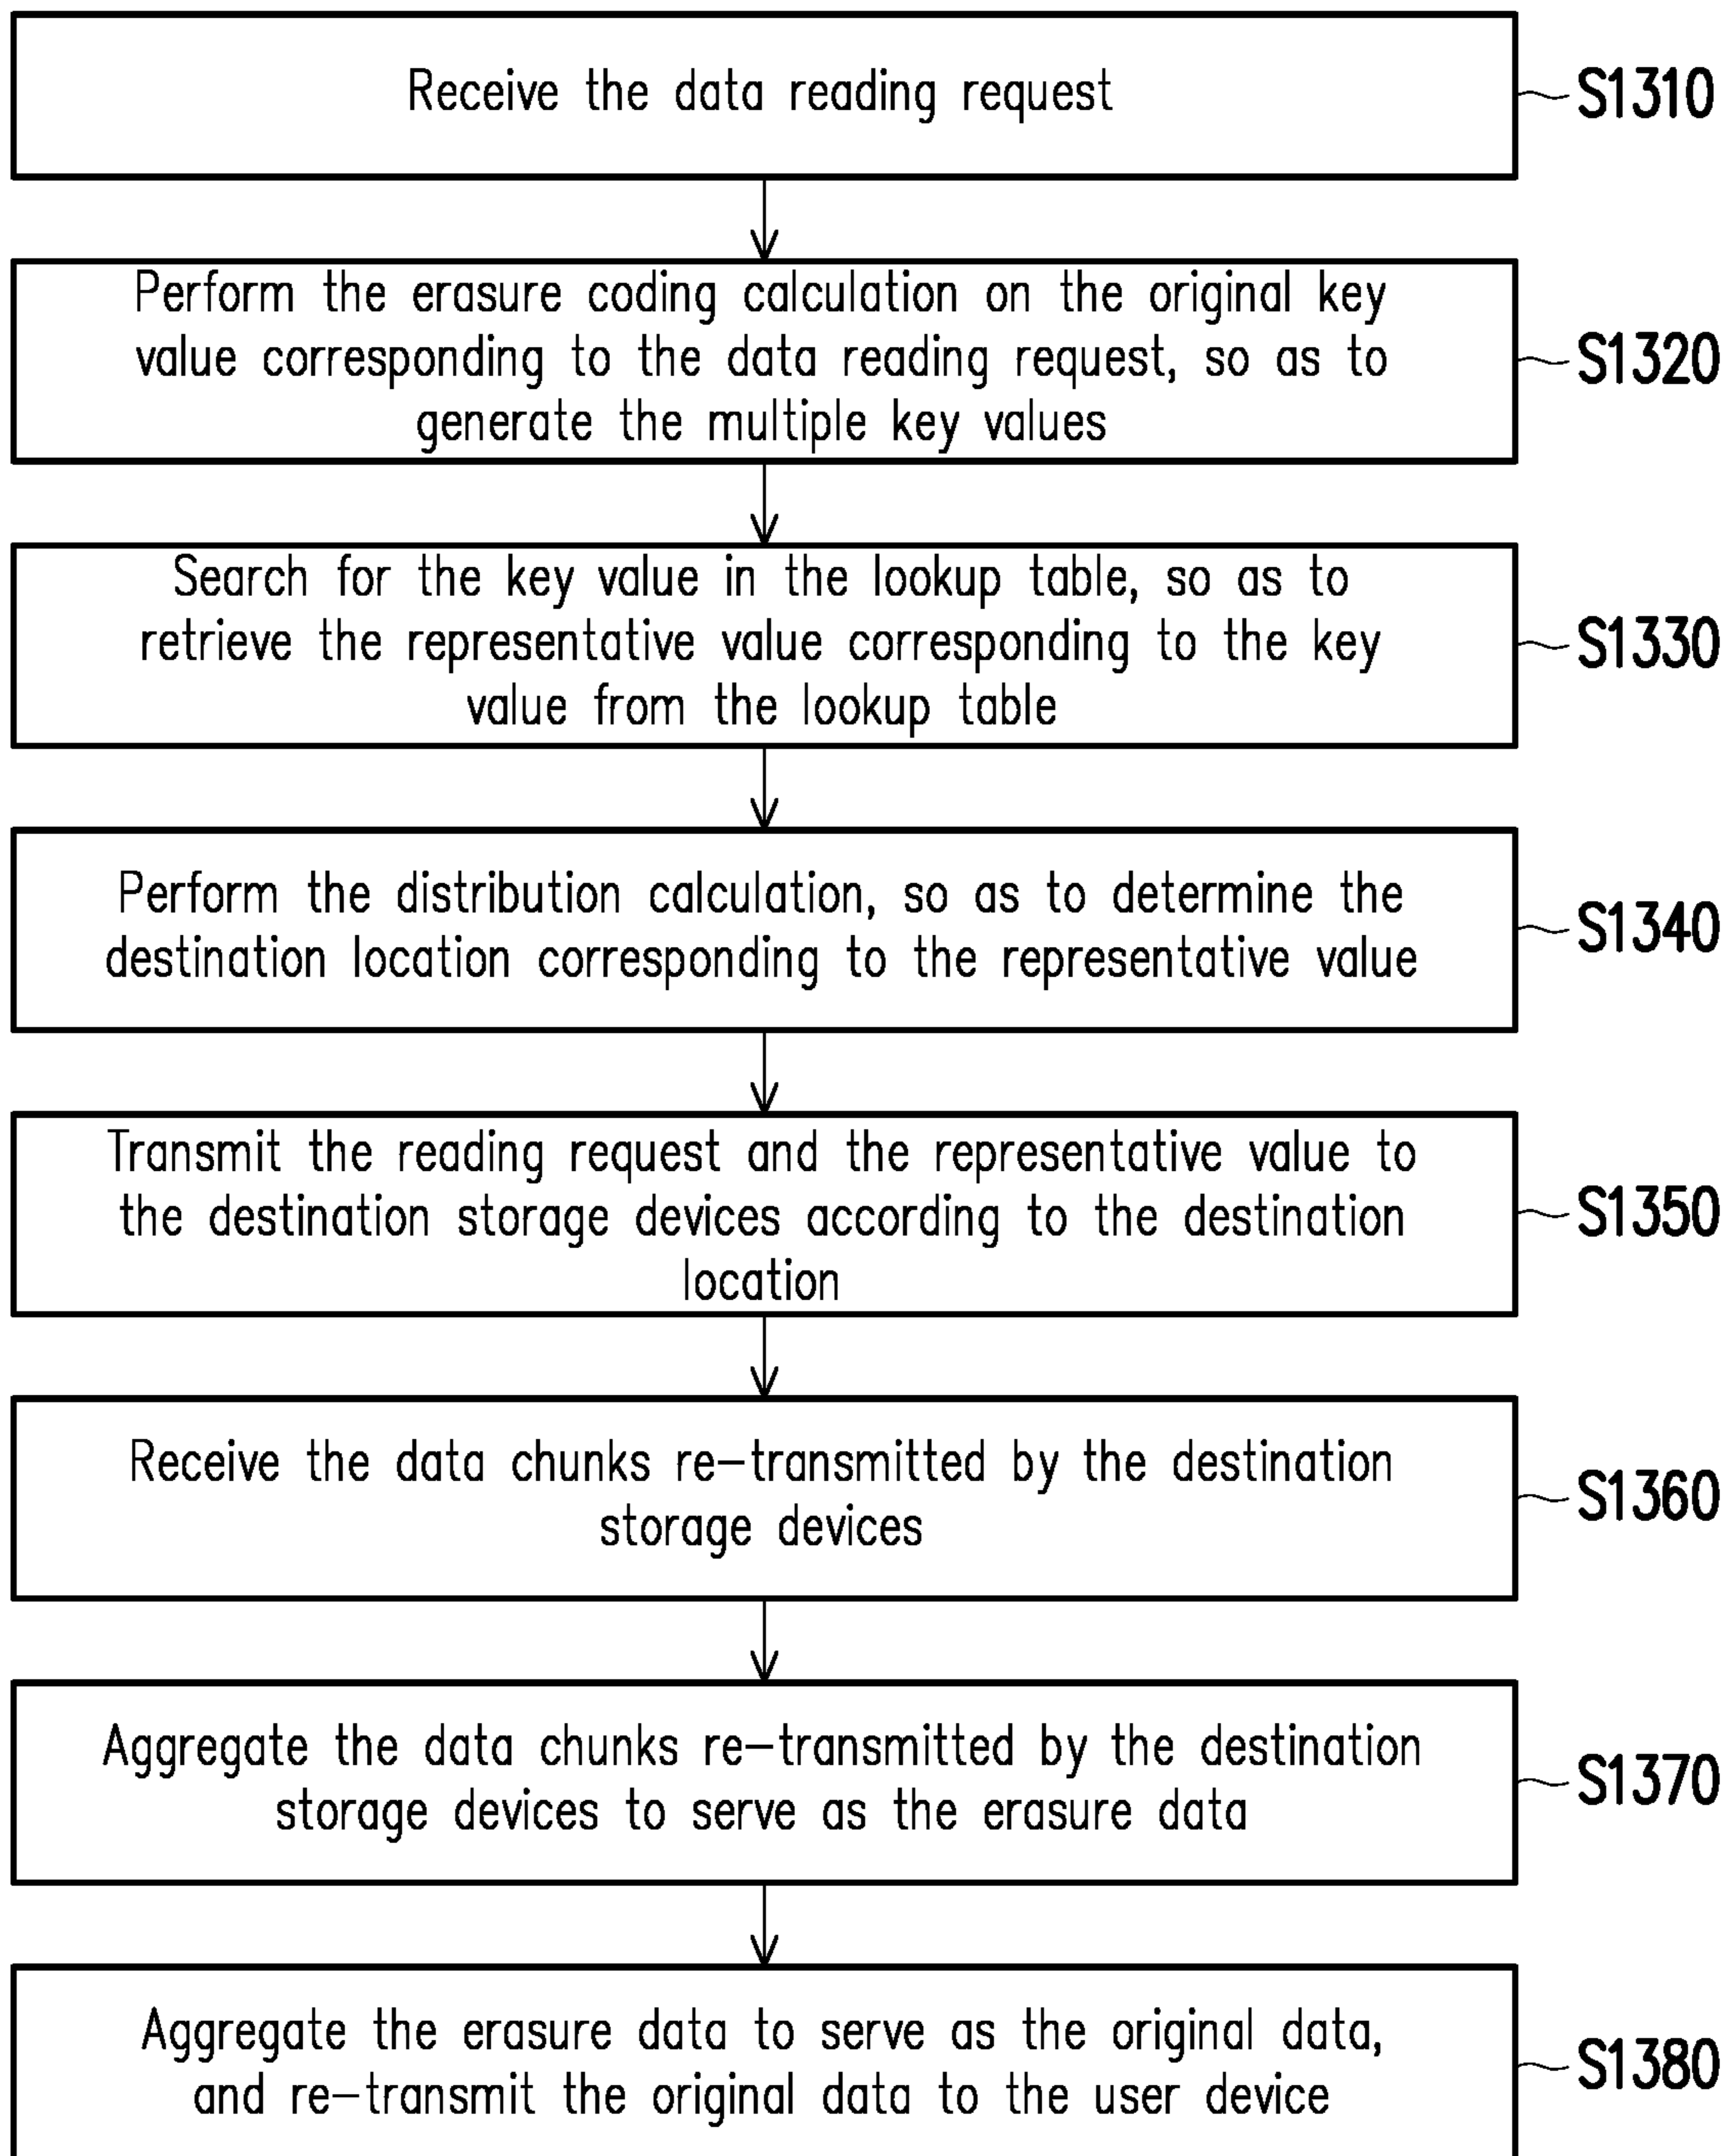 Receive the data reading request
S1310
Perform the erasure coding calculation on the original key
value corresponding to the data reading request, so as to
generate the multiple key values
S1320
Search for the key value in the lookup table, so as to
retrieve the representative value corresponding to the key
value from the lookup table
S1330
Perform the distribution calculation, so as to determine the
destination location corresponding to the representative value
S1340
Transmit the reading request and the representative value to
the destination storage devices according to the destination
location
S1350
Receive the data chunks re-transmitted by the destination
storage devices
S1360
Aggregate the data chunks re-transmitted by the destination
storage devices to serve as the erasure data
S1370
Aggregate the erasure data to serve as the original data,
and re-transmit the original data to the user device
S1380